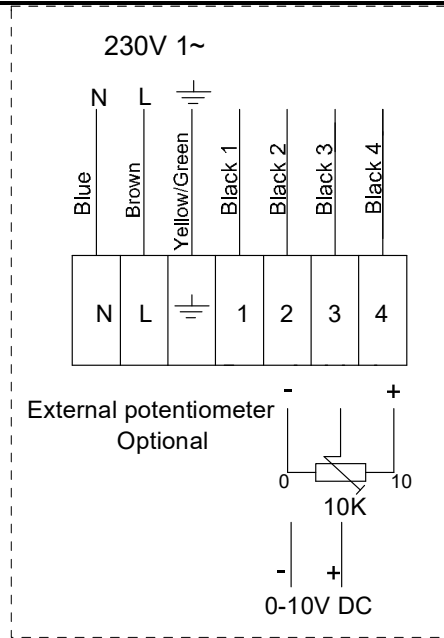 230V 1~
N L
Blue
Brown
Yellow/Green
Black 1
Black 2
Black 3
Black 4
N L 1 2 3 4
- +
External potentiometer
Optional
0 10
10K
- +
0-10V DC